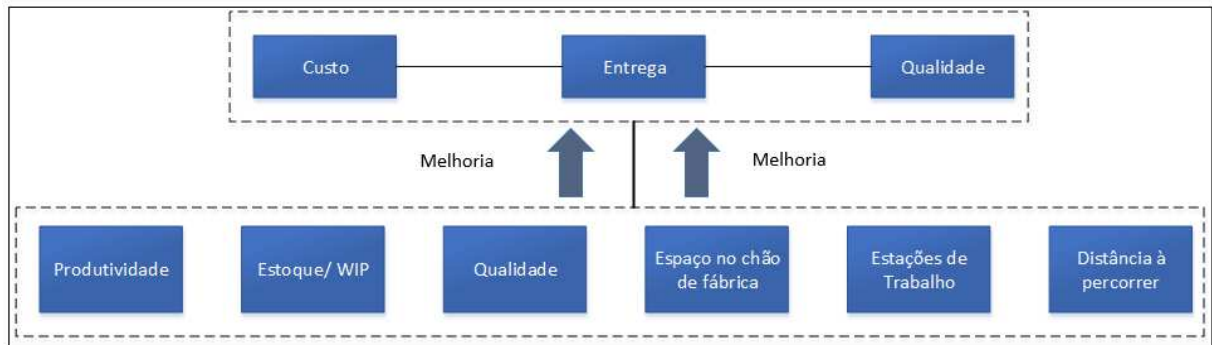 Custo
Entrega
Qualidade
Melhoria
Melhoria
Produtividade
Estoque/ WIP
Qualidade
Espaço no chão
de fábrica
Estações de
Trabalho
Distância à
percorrer